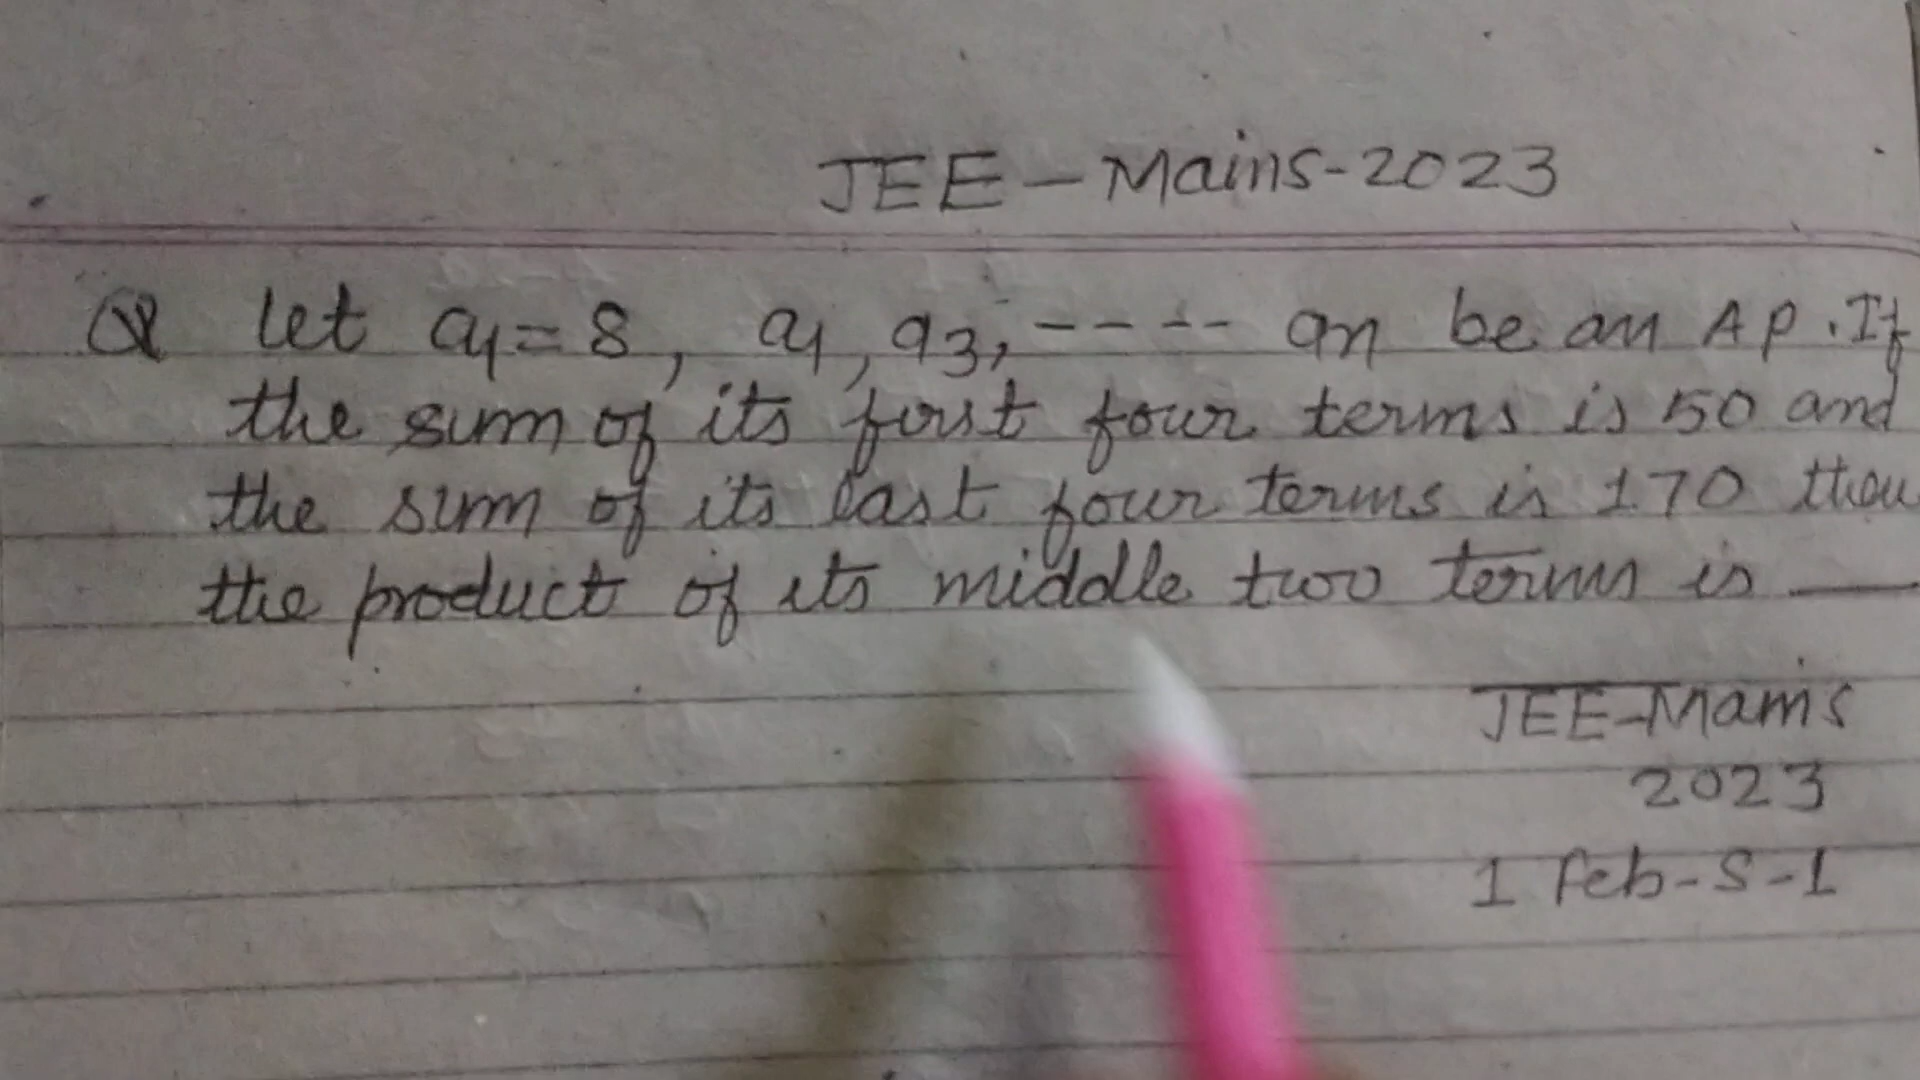 JEE-Mains-2023
Q let a1=8, a1, a3, ---- an be an AP. If
the sum of its first four terms is 50 and
the sum of its last four terms is 170 then
the product of its middle two terms is —
JEE-Mains
2023
1 Feb-S-1